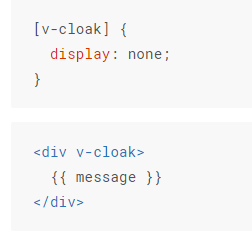 [v-cloak] {
  display: none;
}
<div v-cloak>
  {{ message }}
</div>